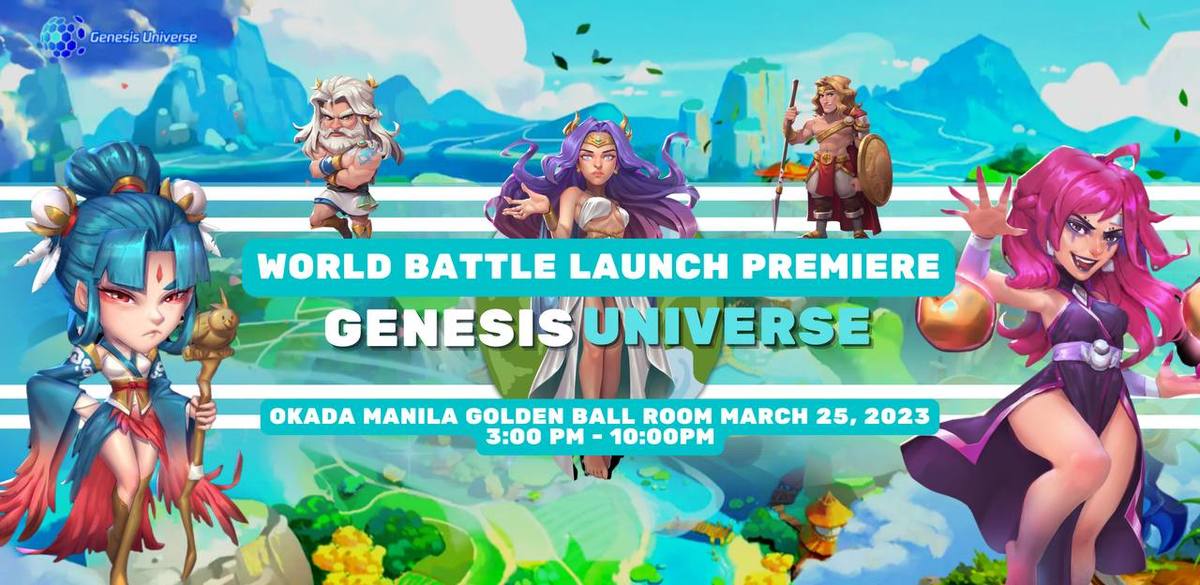 Genesis Universe
WORLD BATTLE LAUNCH PREMIERE
GENESIS UNIVERSE
OKADA MANILA GOLDEN BALL ROOM MARCH 25, 2023
3:00 PM - 10:00PM